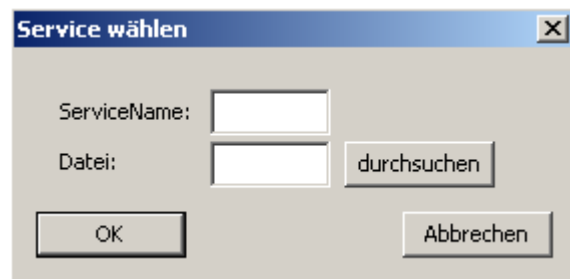 Service wählen
ServiceName:
Datei: durchsuchen
OK Abbrechen